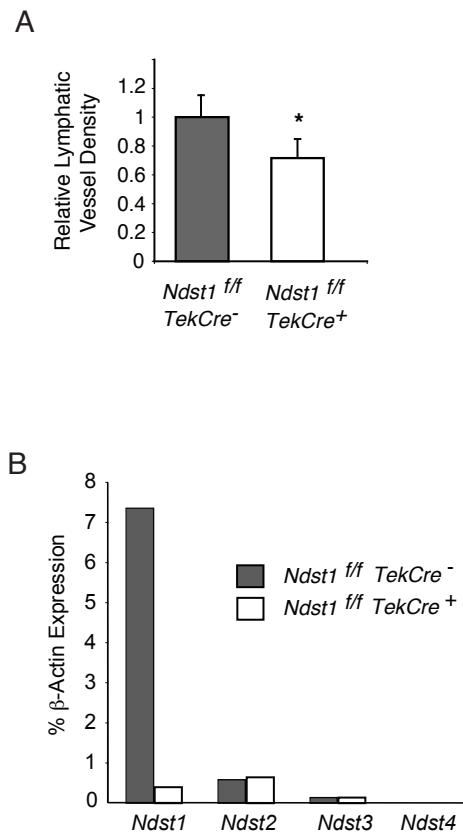 A
Relative Lymphatic
Vessel Density
1.2
1
0.8
0.6
0.4
0.2
0
*
Ndst1 f/f
TekCre-
Ndst1 f/f
TekCre+
B
% β-Actin Expression
8
7
6
5
4
3
2
1
0
Ndst1 f/f TekCre -
Ndst1 f/f TekCre +
Ndst1
Ndst2
Ndst3
Ndst4